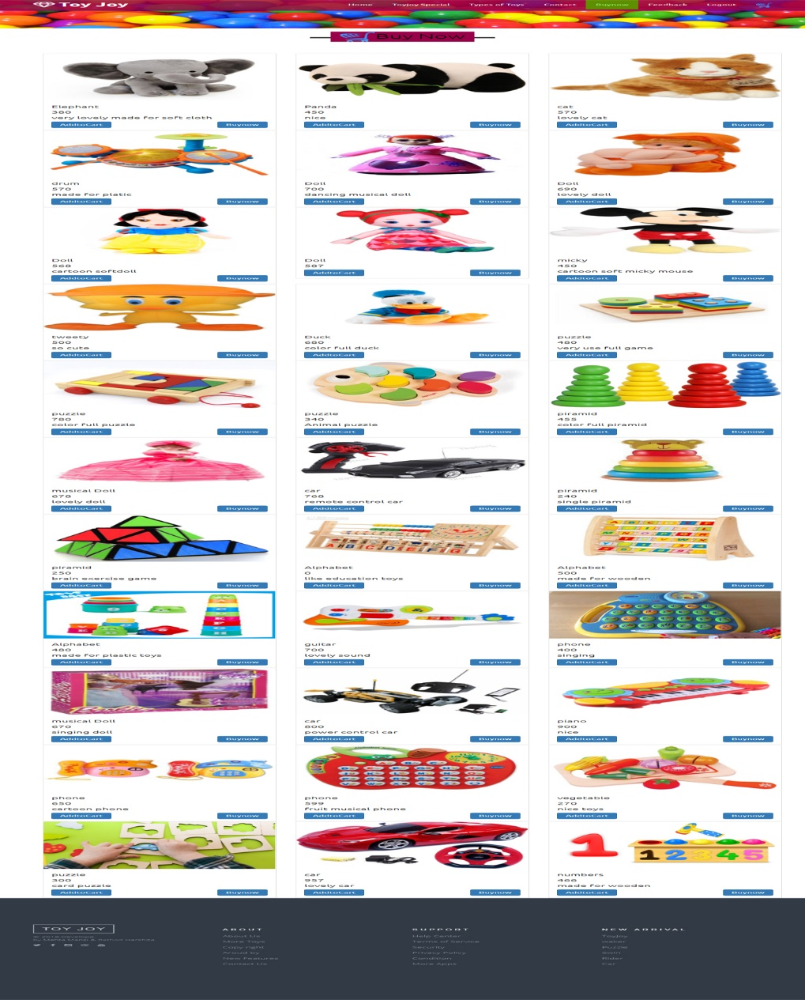 Toy Joy
Home Toyjoy Special Types of Toys Contact Buynow Feedback Logout
Buy Now
Elephant
380
very lovely made for soft cloth
AddtoCart Buynow
Panda
450
nice
AddtoCart Buynow
cat
570
lovely cat
AddtoCart Buynow
drum
570
made for platic
AddtoCart Buynow
Doll
700
dancing musical doll
AddtoCart Buynow
Doll
690
lovely doll
AddtoCart Buynow
Doll
568
cartoon softdoll
AddtoCart Buynow
Doll
587
AddtoCart Buynow
micky
450
cartoon soft micky mouse
AddtoCart Buynow
tweety
500
so cute
AddtoCart Buynow
Duck
680
color full duck
AddtoCart Buynow
puzzle
480
very use full game
AddtoCart Buynow
puzzle
780
color full puzzle
AddtoCart Buynow
puzzle
340
Animal puzzle
AddtoCart Buynow
piramid
455
color full piramid
AddtoCart Buynow
musical Doll
678
lovely doll
AddtoCart Buynow
car
768
remote control car
AddtoCart Buynow
piramid
240
single piramid
AddtoCart Buynow
piramid
250
brain exercise game
AddtoCart Buynow
Alphabet
0
like education toys
AddtoCart Buynow
Alphabet
500
made for wooden
AddtoCart Buynow
Alphabet
460
made for plastic toys
AddtoCart Buynow
guitar
700
lovely sound
AddtoCart Buynow
phone
400
singing
AddtoCart Buynow
musical Doll
670
singing doll
AddtoCart Buynow
car
800
power control car
AddtoCart Buynow
piano
900
nice
AddtoCart Buynow
phone
650
cartoon phone
AddtoCart Buynow
phone
599
fruit musical phone
AddtoCart Buynow
vegetable
270
nice toys
AddtoCart Buynow
puzzle
300
card puzzle
AddtoCart Buynow
car
957
lovely car
AddtoCart Buynow
1 1 2 3 4 5
numbers
466
made for wooden
AddtoCart Buynow
TOY JOY
ABOUT
About Us
More Toys
Copy right
New Features
Contact Us
SUPPORT
Help Center
Terms of Service
Security
Privacy Policy
Condition
More Apps
NEW ARRIVAL
Toyjoy
Puzzle
Swin
Rider
Car